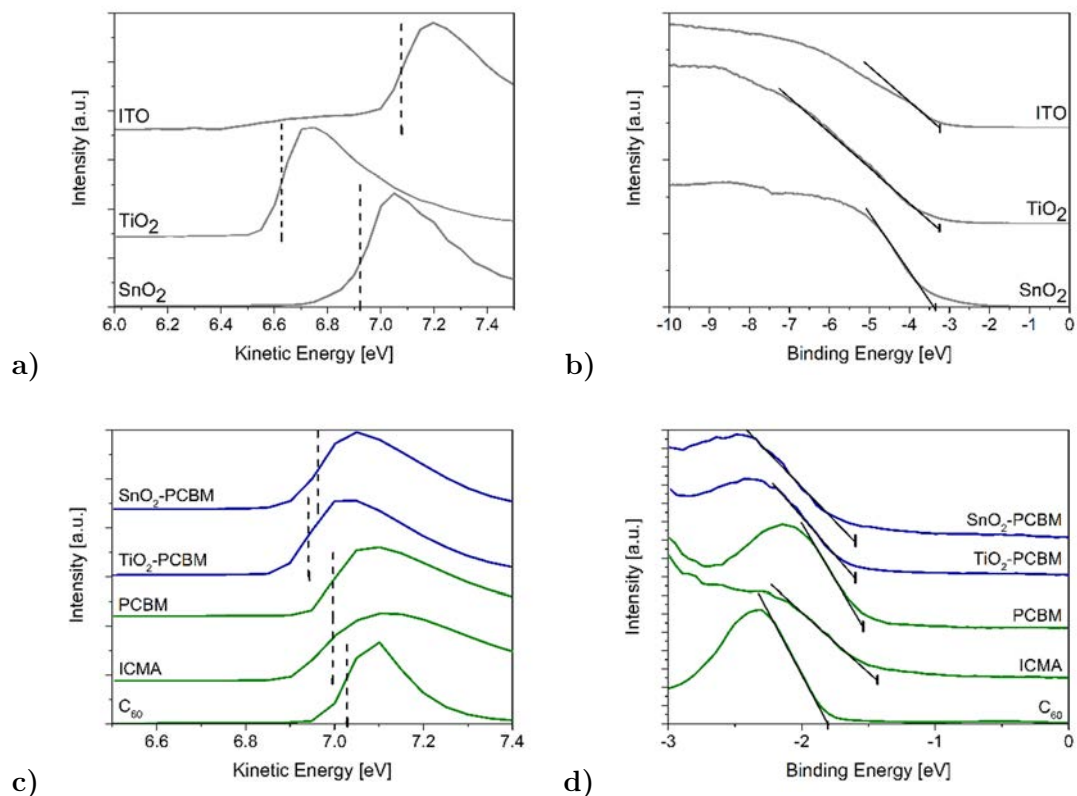 Intensity [a.u.]
ITO
TiO2
SnO2
6.0 6.2 6.4 6.6 6.8 7.0 7.2 7.4
Kinetic Energy [eV]
a)
Intensity [a.u.]
ITO
TiO2
SnO2
-10 -9 -8 -7 -6 -5 -4 -3 -2 -1 0
Binding Energy [eV]
b)
Intensity [a.u.]
SnO2-PCBM
TiO2-PCBM
PCBM
ICMA
C60
6.6 6.8 7.0 7.2 7.4
Kinetic Energy [eV]
c)
Intensity [a.u.]
SnO2-PCBM
TiO2-PCBM
PCBM
ICMA
C60
-3 -2 -1 0
Binding Energy [eV]
d)